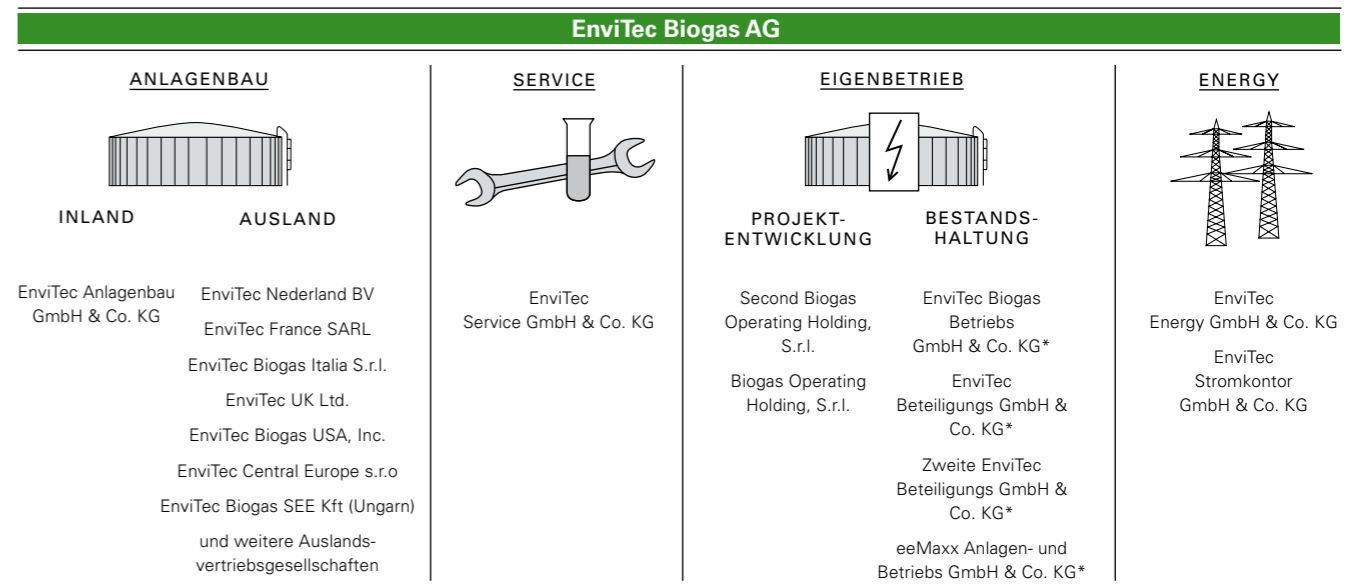 EnviTec Biogas AG
ANLAGENBAU
INLAND
EnviTec Anlagenbau
GmbH & Co. KG
AUSLAND
EnviTec Nederland BV
EnviTec France SARL
EnviTec Biogas Italia S.r.l.
EnviTec UK Ltd.
EnviTec Biogas USA, Inc.
EnviTec Central Europe s.r.o
EnviTec Biogas SEE Kft (Ungarn)
und weitere Auslands-
vertriebsgesellschaften
SERVICE
EnviTec
Service GmbH & Co. KG
EIGENBETRIEB
PROJEKT-
ENTWICKLUNG
Second Biogas
Operating Holding,
S.r.l.
Biogas Operating
Holding, S.r.l.
BESTANDS-
HALTUNG
EnviTec Biogas
Betriebs
GmbH & Co. KG*
EnviTec
Beteiligungs GmbH &
Co. KG*
Zweite EnviTec
Beteiligungs GmbH &
Co. KG*
eeMaxx Anlagen- und
Betriebs GmbH & Co. KG*
ENERGY
EnviTec
Energy GmbH & Co. KG
EnviTec
Stromkontor
GmbH & Co. KG